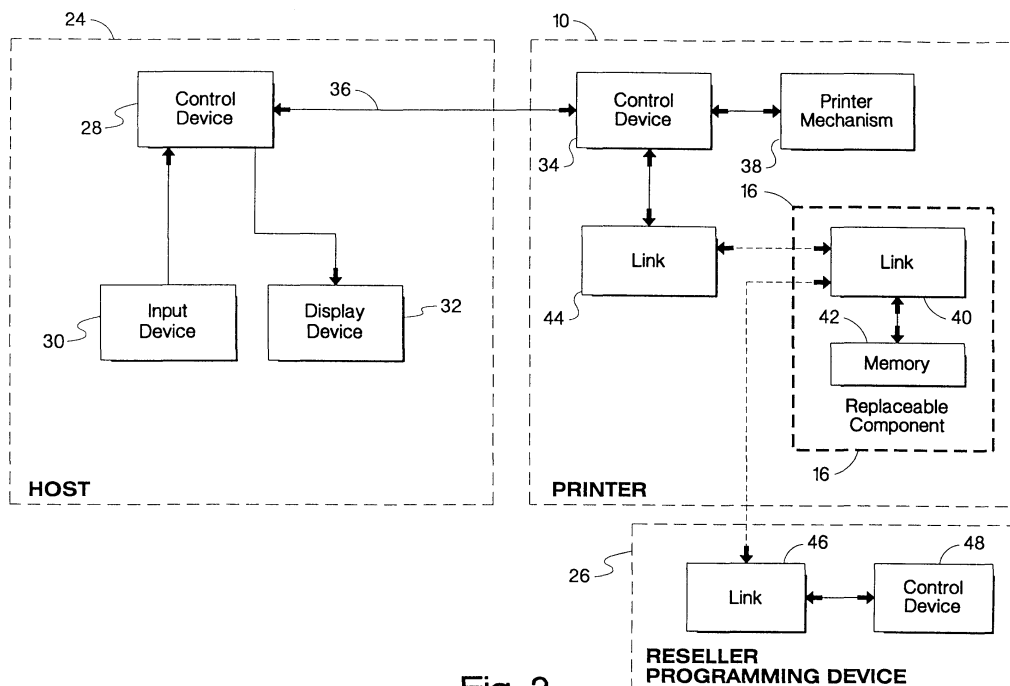 24
10
Control
Device
28
36
Control
Device
34
Printer
Mechanism
38
16
Link
44
Link
40
42
Memory
Replaceable
Component
16
Input
Device
30
Display
Device
32
HOST
PRINTER
26
46
Link
48
Control
Device
RESELLER
PROGRAMMING DEVICE